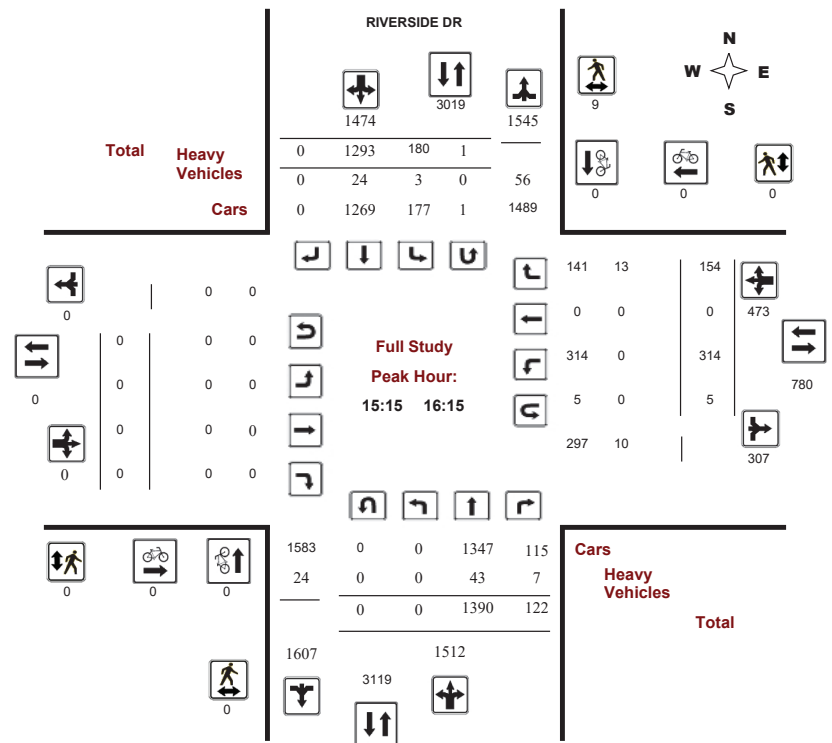 RIVERSIDE DR
N
W E
S
3019
9
1474 1545
Total Heavy Vehicles
0 1293 180 1
0 24 3 0 56
Cars 0 1269 177 1 1489
0 0 0
0 0 0
141 13 154
0 0 0 473
314 0 314
5 0 5
297 10 307
780
0 0 0
0 0 0
0 0 0
0 0 0
0
0
Full Study
Peak Hour:
15:15 16:15
1583 0 0 1347 115
24 0 0 43 7
0 0 1390 122
1607 1512
3119
Cars
Heavy
Vehicles
Total
0 0 0
0